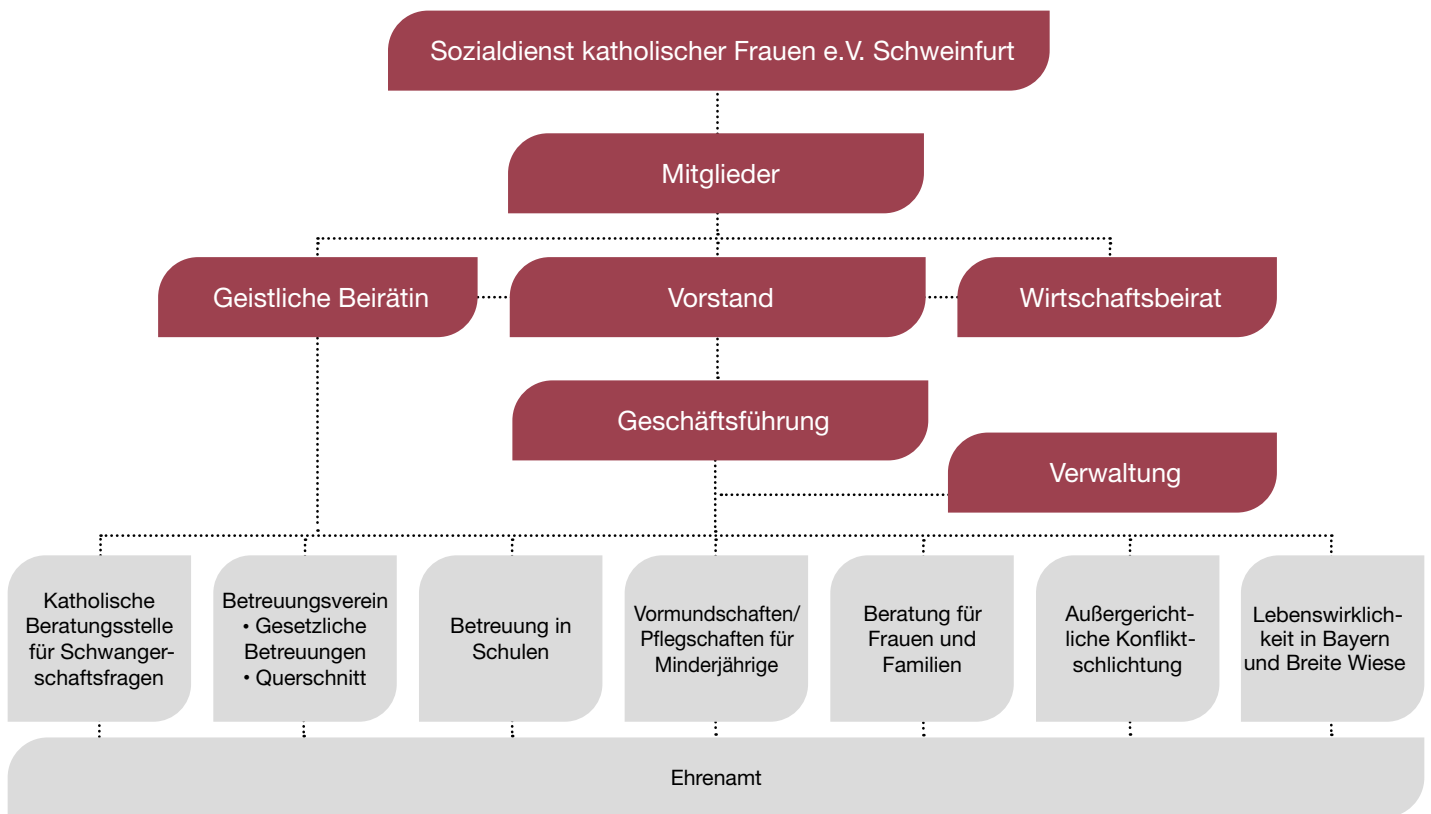 Sozialdienst katholischer Frauen e.V. Schweinfurt
Mitglieder
Geistliche Beirätin
Vorstand
Wirtschaftsbeirat
Geschäftsführung
Verwaltung
Katholische
Beratungsstelle
für Schwanger-
schaftsfragen
Betreuungsverein
• Gesetzliche
Betreuungen
• Querschnitt
Betreuung in
Schulen
Vormundschaften/
Pflegschaften für
Minderjährige
Beratung für
Frauen und
Familien
Außergericht-
tliche Konflikt-
schlichtung
Lebenswirklich-
keit in Bayern
und Breite Wiese
Ehrenamt